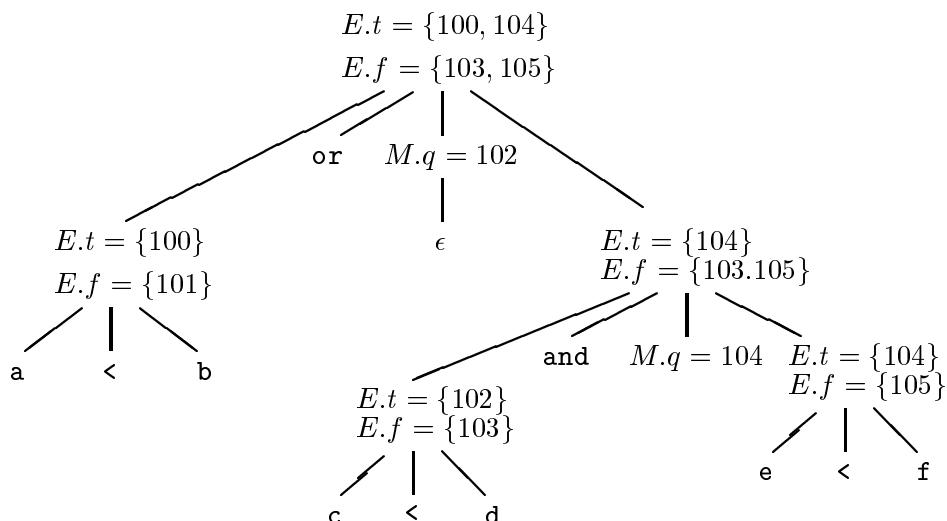 E.t = {100, 104}
E.f = {103, 105}
or M.q = 102
E.t = {100} ϵ E.t = {104}
E.f = {101} E.f = {103.105}
a < b and M.q = 104 E.t = {104}
E.f = {105}
E.t = {102}
E.f = {103}
e < f
c < d